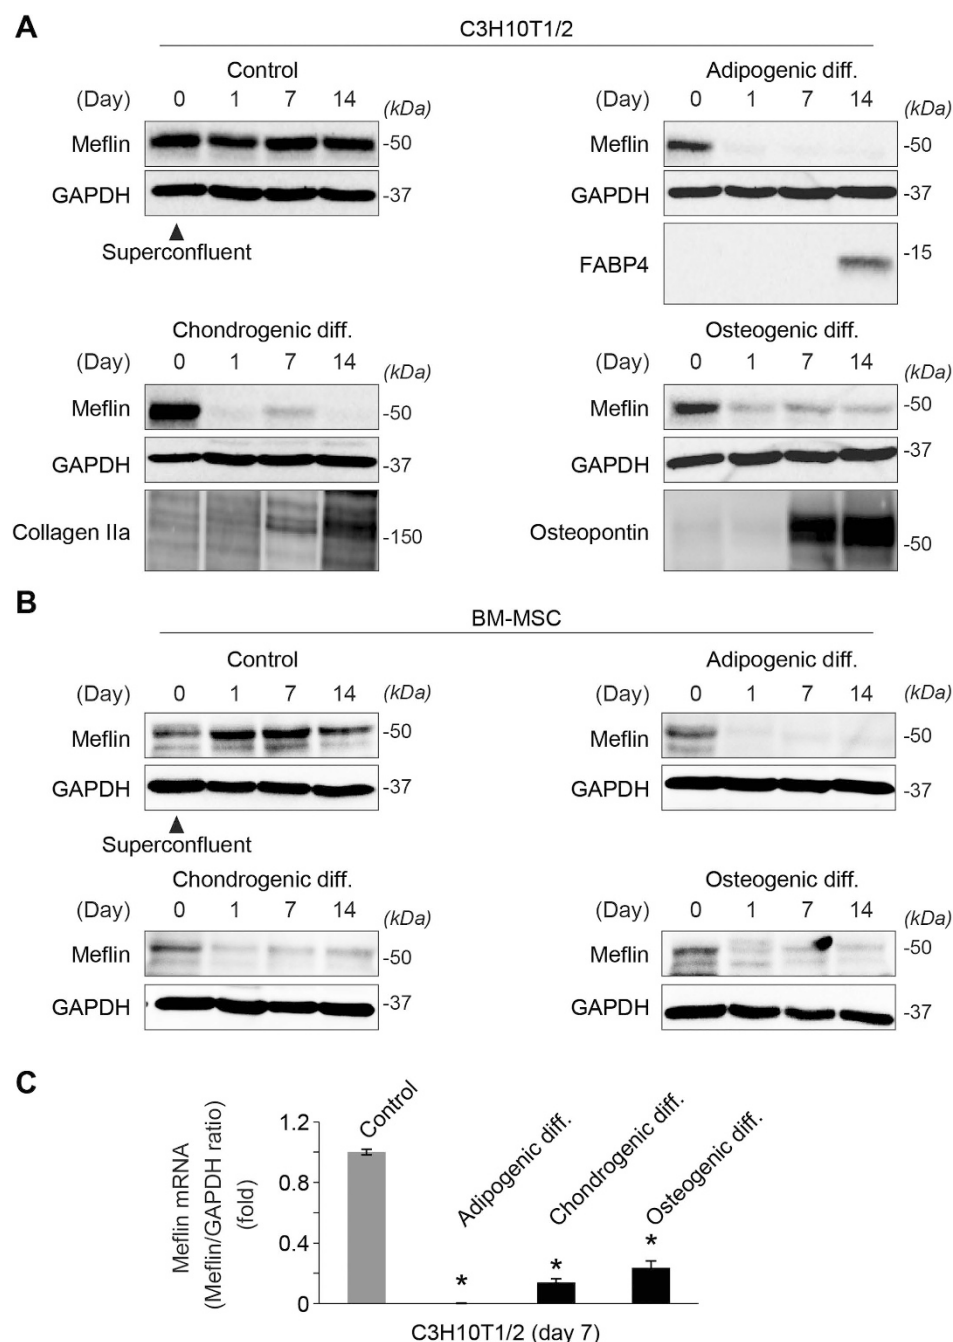 A
C3H10T1/2
Control
(Day) 0 1 7 14 (kDa)
Meflin -50
GAPDH -37
Superconfluent
Adipogenic diff.
(Day) 0 1 7 14 (kDa)
Meflin -50
GAPDH -37
FABP4 -15
Chondrogenic diff.
(Day) 0 1 7 14 (kDa)
Meflin -50
GAPDH -37
Collagen IIa -150
Osteogenic diff.
(Day) 0 1 7 14 (kDa)
Meflin -50
GAPDH -37
Osteopontin -50
B
BM-MSC
Control
(Day) 0 1 7 14 (kDa)
Meflin -50
GAPDH -37
Superconfluent
Adipogenic diff.
(Day) 0 1 7 14 (kDa)
Meflin -50
GAPDH -37
Chondrogenic diff.
(Day) 0 1 7 14 (kDa)
Meflin -50
GAPDH -37
Osteogenic diff.
(Day) 0 1 7 14 (kDa)
Meflin -50
GAPDH -37
C
Meflin mRNA
(Meflin/GAPDH ratio)
(fold)
1.2
0.8
0.4
0
Control
Adipogenic diff.
Chondrogenic diff.
Osteogenic diff.
* * *
C3H10T1/2 (day 7)